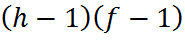 (h − 1)(f − 1)